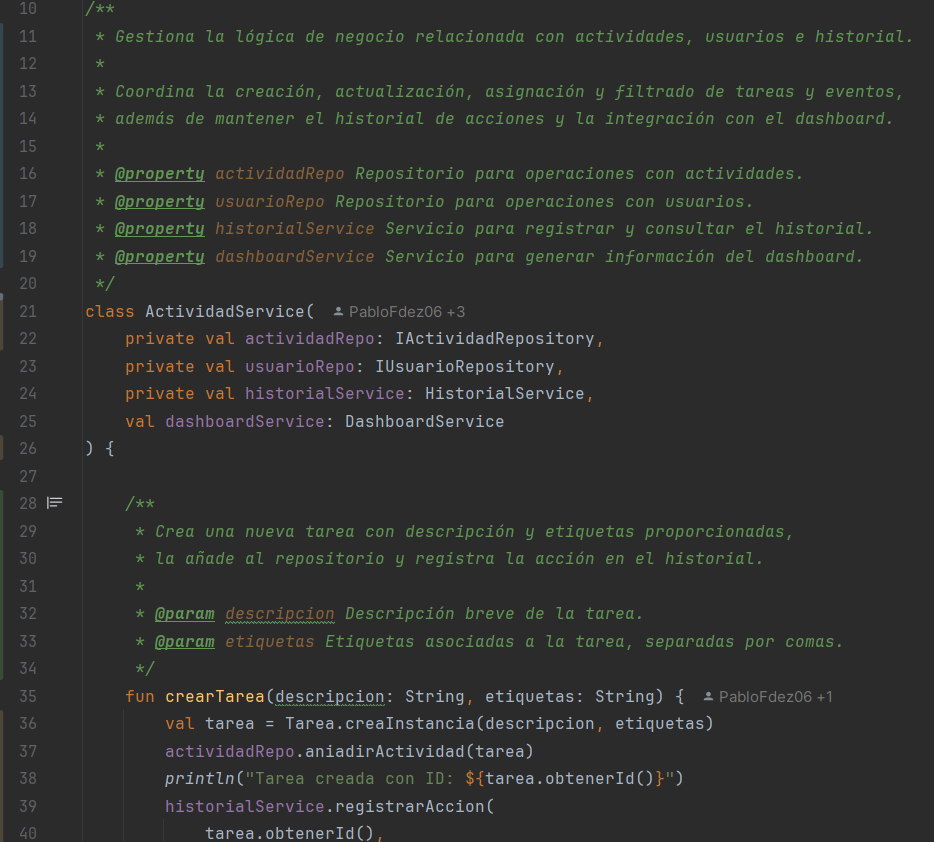 10 /**
11 * Gestiona la lógica de negocio relacionada con actividades, usuarios e historial.
12 *
13 * Coordina la creación, actualización, asignación y filtrado de tareas y eventos,
14 * además de mantener el historial de acciones y la integración con el dashboard.
15 *
16 * @property actividadRepo Repositorio para operaciones con actividades.
17 * @property usuarioRepo Repositorio para operaciones con usuarios.
18 * @property historialService Servicio para registrar y consultar el historial.
19 * @property dashboardService Servicio para generar información del dashboard.
20 */
21 class ActividadService( PabloFdez06 +3
22 private val actividadRepo: IActividadRepository,
23 private val usuarioRepo: IUsuarioRepository,
24 private val historialService: HistorialService,
25 val dashboardService: DashboardService
26 ) {
27
28 /**
29 * Crea una nueva tarea con descripción y etiquetas proporcionadas,
30 * la añade al repositorio y registra la acción en el historial.
31 *
32 * @param descripcion Descripción breve de la tarea.
33 * @param etiquetas Etiquetas asociadas a la tarea, separadas por comas.
34 */
35 fun crearTarea(descripcion: String, etiquetas: String) { PabloFdez06 +1
36 val tarea = Tarea.creaInstancia(descripcion, etiquetas)
37 actividadRepo.aniadirActividad(tarea)
38 println("Tarea creada con ID: ${tarea.obtenerId()}")
39 historialService.registrarAccion(
40 tarea.obtenerId(),